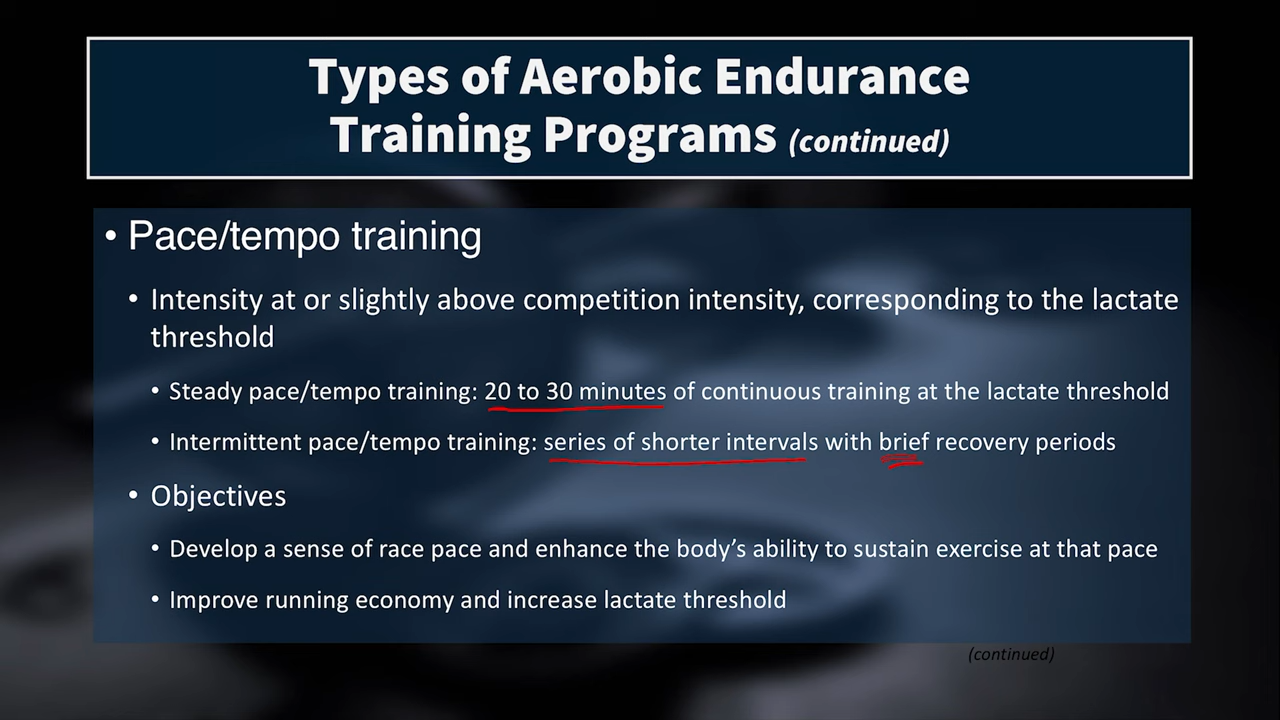 Types of Aerobic Endurance
Training Programs (continued)
• Pace/tempo training
• Intensity at or slightly above competition intensity, corresponding to the lactate
threshold
• Steady pace/tempo training: 20 to 30 minutes of continuous training at the lactate threshold
• Intermittent pace/tempo training: series of shorter intervals with brief recovery periods
• Objectives
• Develop a sense of race pace and enhance the body’s ability to sustain exercise at that pace
• Improve running economy and increase lactate threshold
(continued)